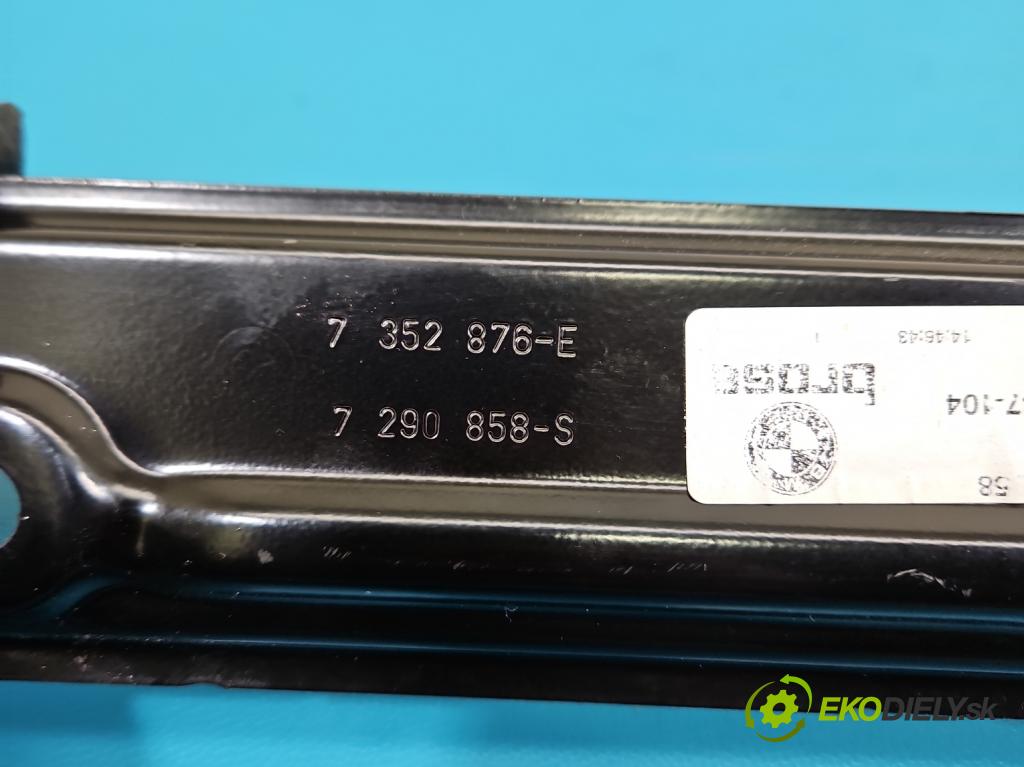 7 352 876-E
7 290 858-S
14:46:43
brose
7-104
58
EKODIELY.sk